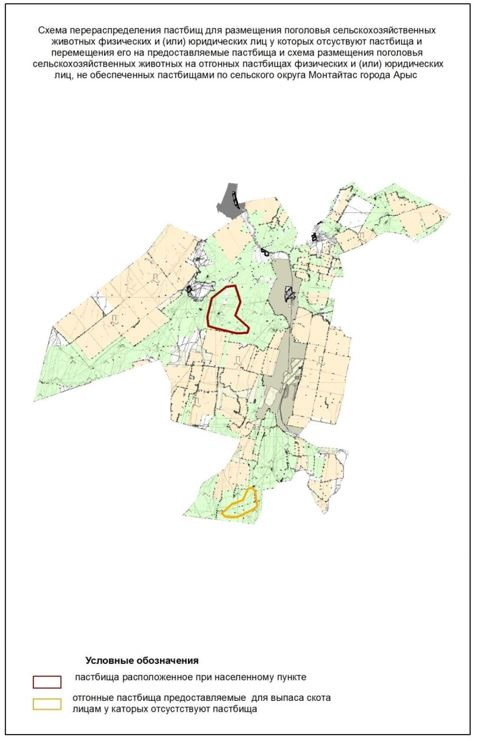 Схема перераспределения пастбищ для размещения поголовья сельскохозяйственных
животных физических и (или) юридических лиц у которых отсуствуют пастбища и
перемещения его на предоставляемые пастбища и схема размещения поголовья
сельскохозяйственных животных на отгонных пастбищах физических и (или) юридических
лиц, не обеспеченных пастбищами по сельского округа Монтайтас города Арыс
Условные обозначения
пастбища расположенное при населенному пункте
отгонные пастбища предоставляемые для выпаса скота
лицам у которых отсутствуют пастбища